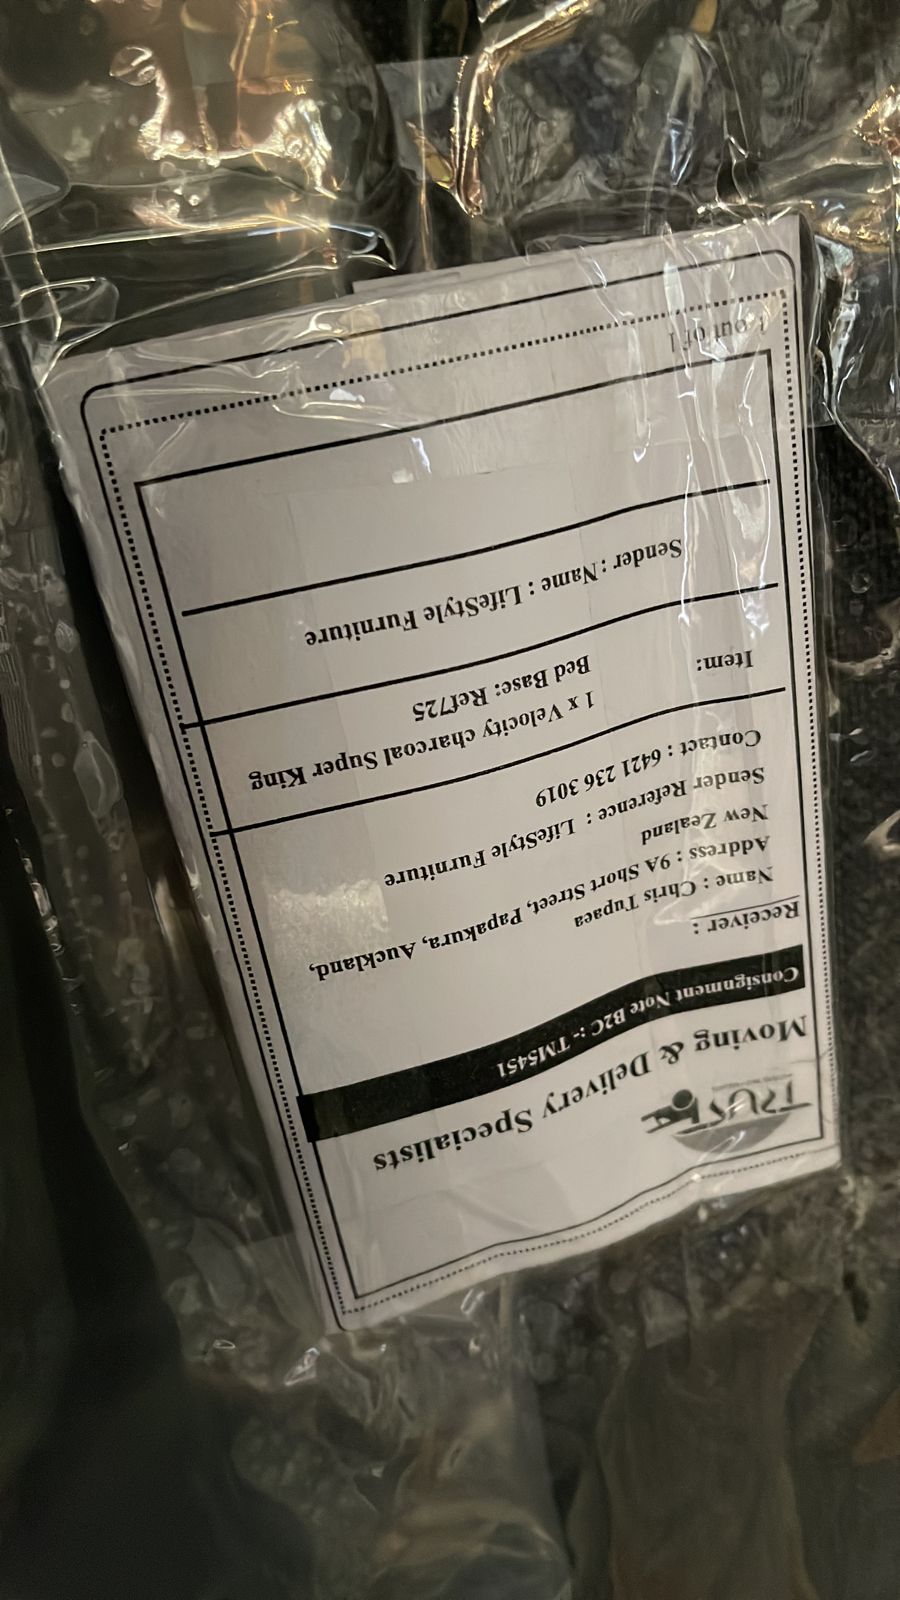 TRUST
Moving & Delivery Specialists
Consignment Note B2C :- TM5451
Receiver :
Name : Chris Tupaea
Address : 9A Short Street, Papakura, Auckland,
New Zealand
Sender Reference : LifeStyle Furniture
Contact : 6421 236 3019
Item: 1 x Velocity charcoal Super King
Bed Base: Ref725
Sender : Name : LifeStyle Furniture
1 out of 1